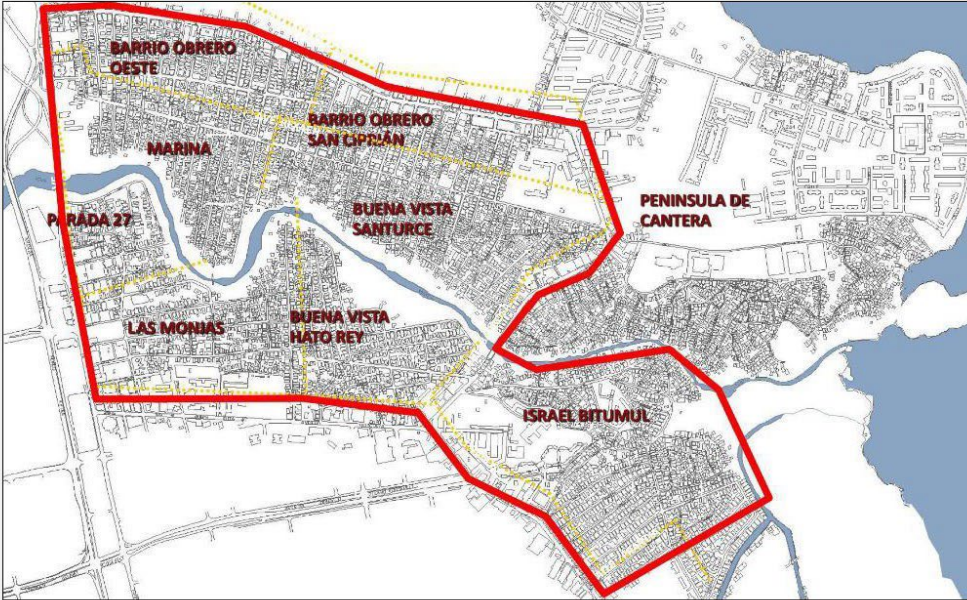 BARRIO OBRERO
OESTE
BARRIO OBRERO
SAN CIPRIÁN
MARINA
PENINSULA DE
CANTERA
BUENA VISTA
SANTURCE
PARADA 27
LAS MONJAS
BUENA VISTA
HATO REY
ISRAEL BITUMUL